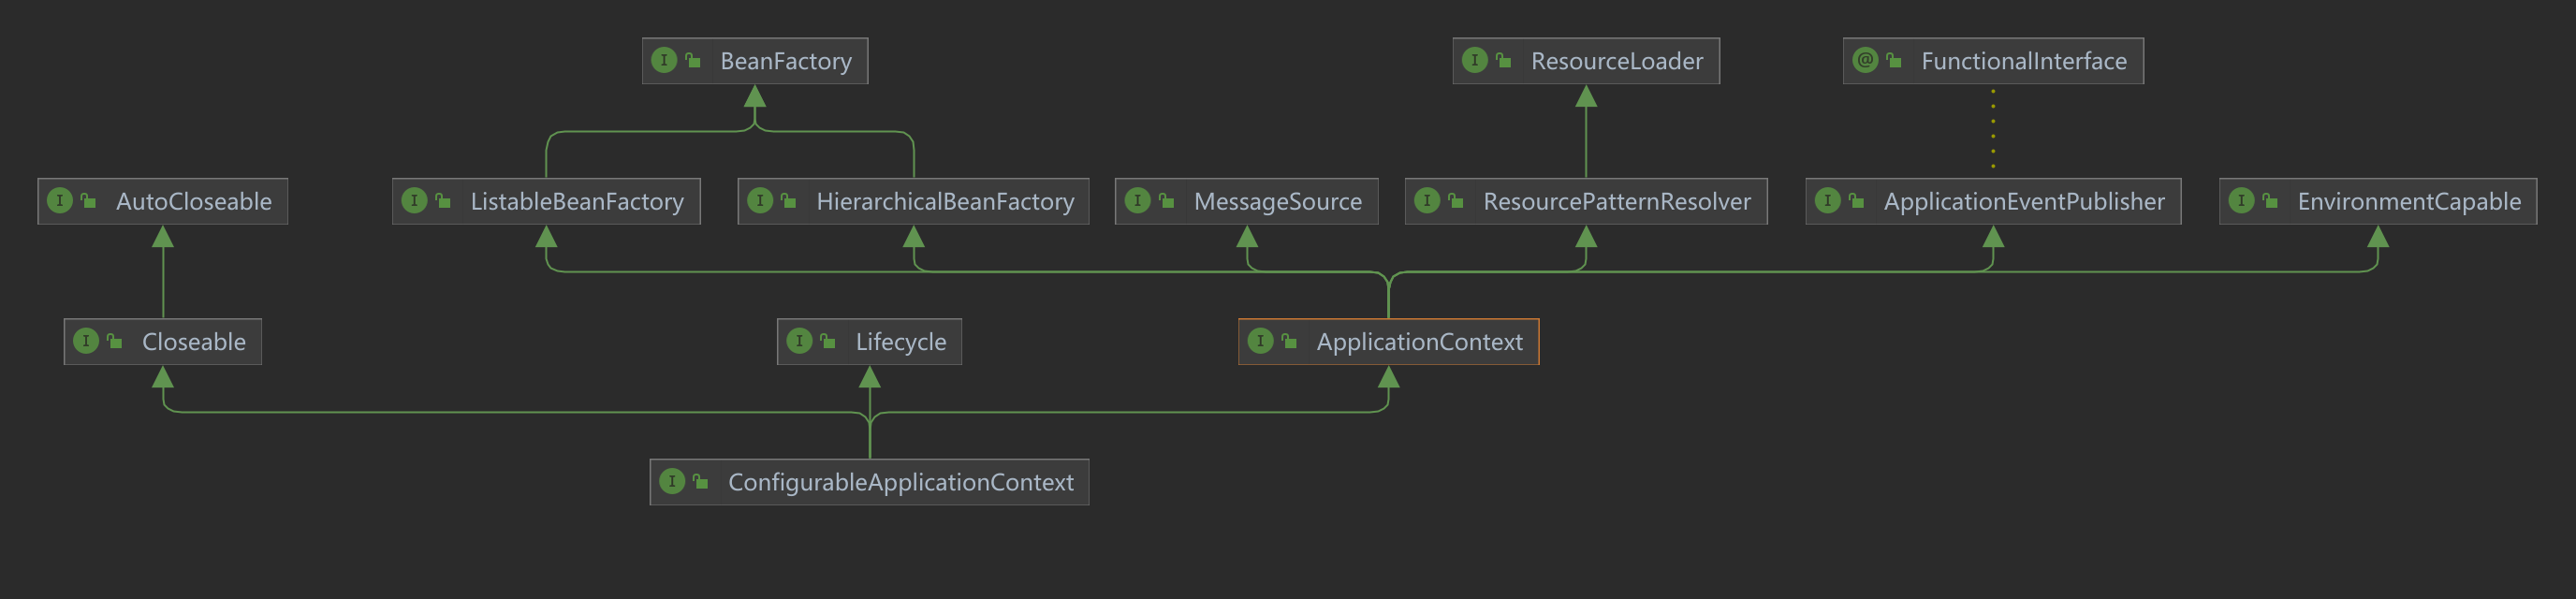 I BeanFactory
I ResourceLoader
@ FunctionalInterface
I AutoCloseable
I ListableBeanFactory
I HierarchicalBeanFactory
I MessageSource
I ResourcePatternResolver
I ApplicationEventPublisher
I EnvironmentCapable
I Closeable
I Lifecycle
I ApplicationContext
I ConfigurableApplicationContext